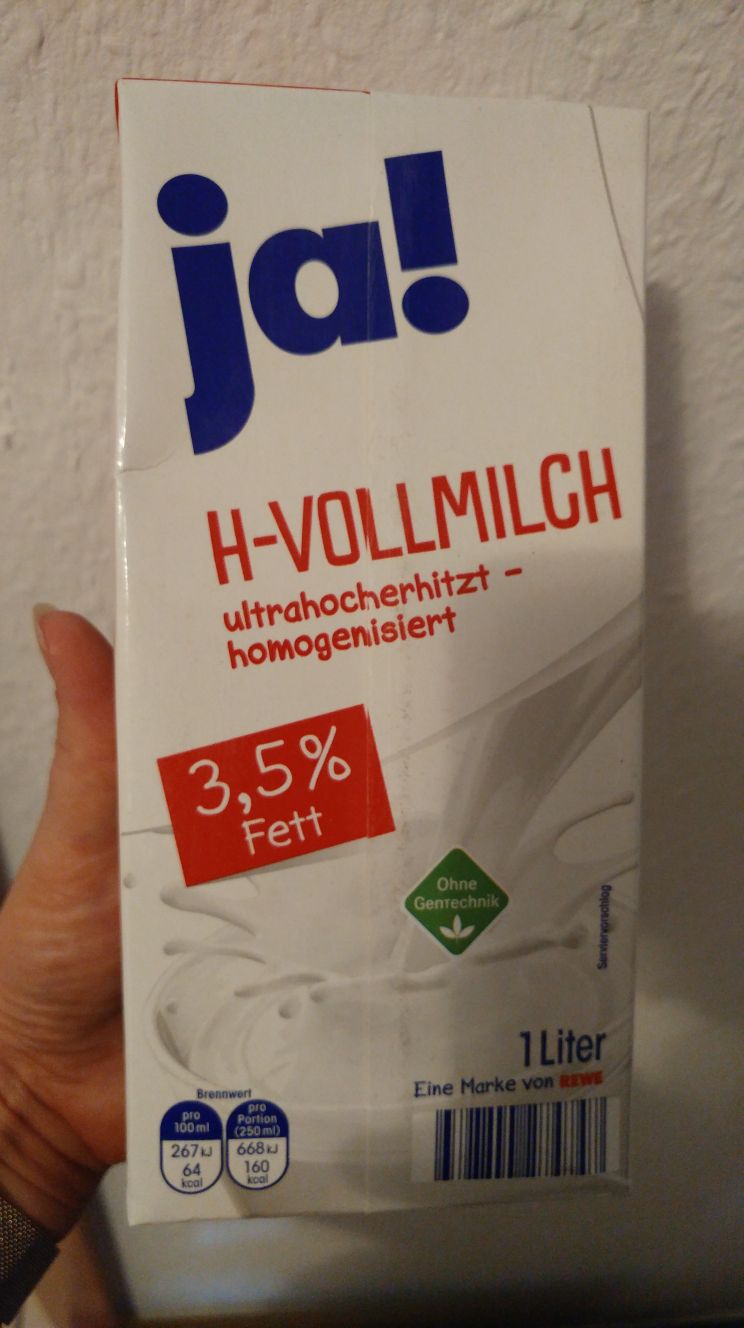 ja!
H-VOLLMILCH
ultrahocherhitzt -
homogenisiert
3,5%
Fett
Ohne
Gentechnik
Serviervorschlag
1 Liter
Eine Marke von REWE
Brennwert
pro
100 ml
267 kJ
64
kcal
pro
Portion
(250 ml)
668 kJ
160
kcal